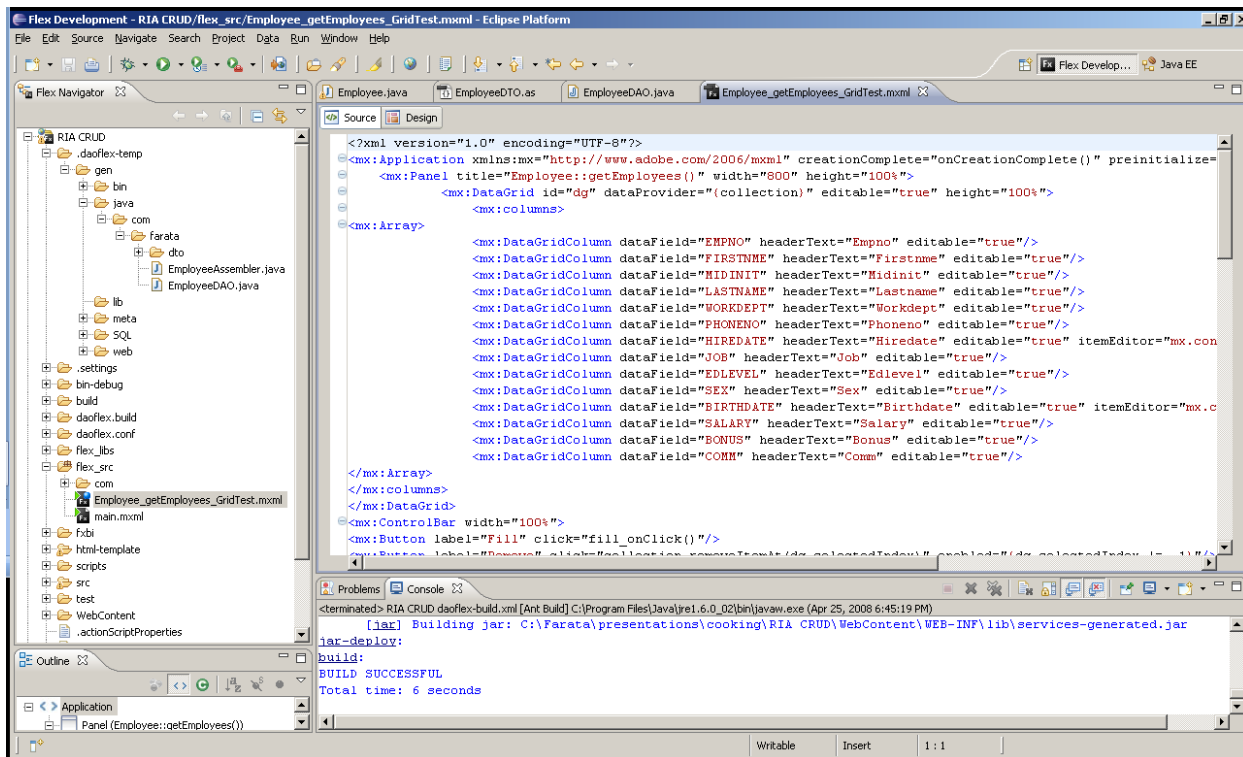 Flex Development - RIA CRUD/flex_src/Employee_getEmployees_GridTest.mxml - Eclipse Platform
File Edit Source Navigate Search Project Data Run Window Help
Flex Develop... Java EE
Flex Navigator
RIA CRUD
.daoflex-temp
gen
bin
java
com
farata
dto
EmployeeAssembler.java
EmployeeDAO.java
lib
meta
SQL
web
.settings
bin-debug
build
daoflex.build
daoflex.conf
flex_libs
flex_src
com
Employee_getEmployees_GridTest.mxml
main.mxml
fxbi
html-template
scripts
src
test
WebContent
.actionScriptProperties
Outline
Application
Panel (Employee::getEmployees())
Employee.java EmployeeDTO.as EmployeeDAO.java Employee_getEmployees_GridTest.mxml
Source Design
<?xml version="1.0" encoding="UTF-8"?>
<mx:Application xmlns:mx="http://www.adobe.com/2006/mxml" creationComplete="onCreationComplete()" preinitialize=
<mx:Panel title="Employee::getEmployees()" width="800" height="100%">
<mx:DataGrid id="dg" dataProvider="{collection}" editable="true" height="100%">
<mx:columns>
<mx:Array>
<mx:DataGridColumn dataField="EMPNO" headerText="Empno" editable="true"/>
<mx:DataGridColumn dataField="FIRSTNME" headerText="Firstnme" editable="true"/>
<mx:DataGridColumn dataField="MIDINIT" headerText="Midinit" editable="true"/>
<mx:DataGridColumn dataField="LASTNAME" headerText="Lastname" editable="true"/>
<mx:DataGridColumn dataField="WORKDEPT" headerText="Workdept" editable="true"/>
<mx:DataGridColumn dataField="PHONENO" headerText="Phoneno" editable="true"/>
<mx:DataGridColumn dataField="HIREDATE" headerText="Hiredate" editable="true" itemEditor="mx.con
<mx:DataGridColumn dataField="JOB" headerText="Job" editable="true"/>
<mx:DataGridColumn dataField="EDLEVEL" headerText="Edlevel" editable="true"/>
<mx:DataGridColumn dataField="SEX" headerText="Sex" editable="true"/>
<mx:DataGridColumn dataField="BIRTHDATE" headerText="Birthdate" editable="true" itemEditor="mx.c
<mx:DataGridColumn dataField="SALARY" headerText="Salary" editable="true"/>
<mx:DataGridColumn dataField="BONUS" headerText="Bonus" editable="true"/>
<mx:DataGridColumn dataField="COMM" headerText="Comm" editable="true"/>
</mx:Array>
</mx:columns>
</mx:DataGrid>
<mx:ControlBar width="100%">
<mx:Button label="Fill" click="fill_onClick()"/>
<mx:Button label="Remove" click="collection.removeItemAt(dg.selectedIndex)" enabled="{dg.selectedIndex != -1}"/>
Problems Console
<terminated> RIA CRUD daoflex-build.xml [Ant Build] C:\Program Files\Java\jre1.6.0_02\bin\javaw.exe (Apr 25, 2008 6:45:19 PM)
[jar] Building jar: C:\Farata\presentations\cooking\RIA CRUD\WebContent\WEB-INF\lib\services-generated.jar
jar-deploy:
build:
BUILD SUCCESSFUL
Total time: 6 seconds
Writable Insert 1 : 1